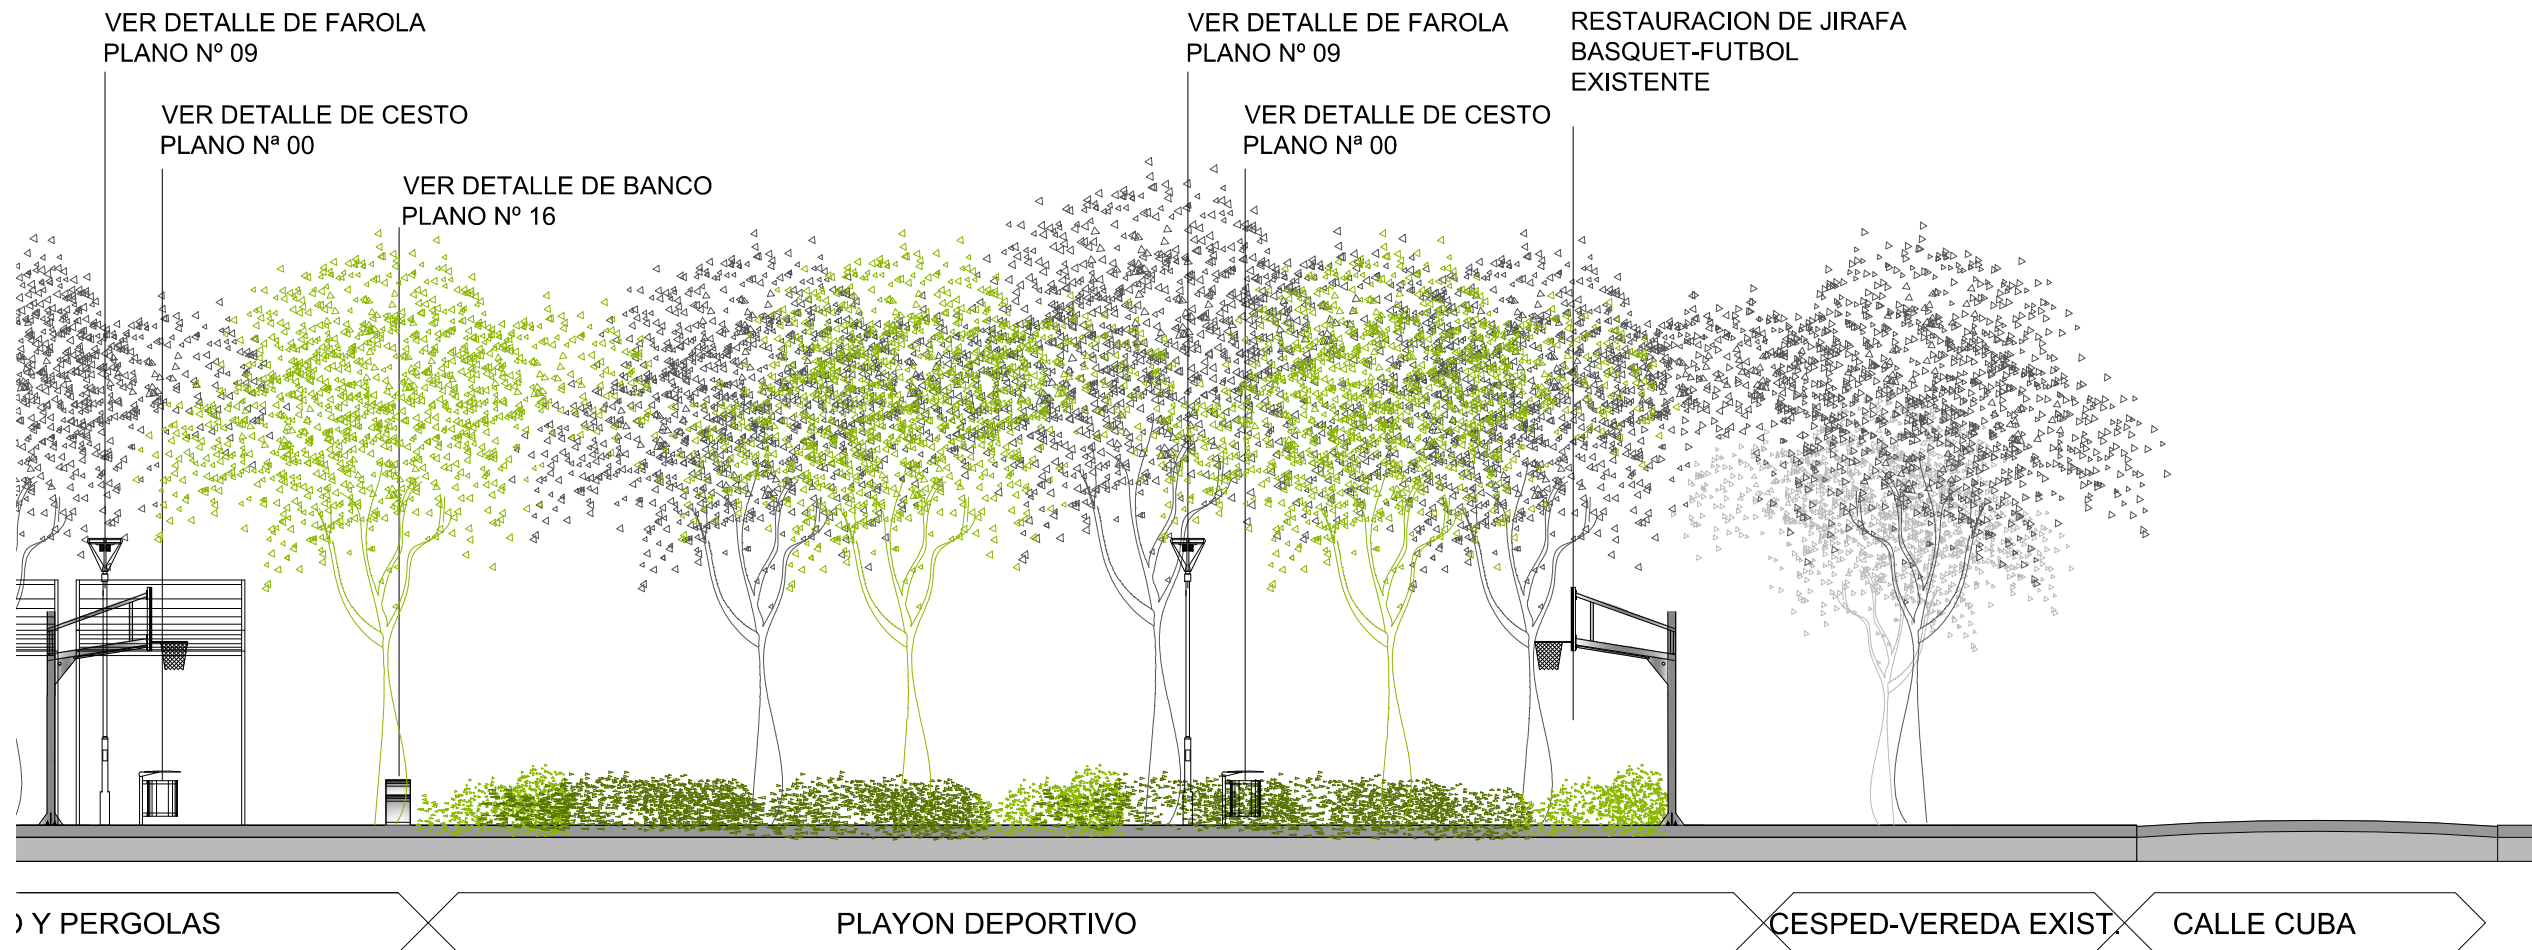 VER DETALLE DE FAROLA
PLANO Nº 09
VER DETALLE DE CESTO
PLANO Nª 00
VER DETALLE DE BANCO
PLANO Nº 16
VER DETALLE DE FAROLA
PLANO Nº 09
VER DETALLE DE CESTO
PLANO Nª 00
RESTAURACION DE JIRAFA
BASQUET-FUTBOL
EXISTENTE
Y PERGOLAS
PLAYON DEPORTIVO
CESPED-VEREDA EXIST.
CALLE CUBA